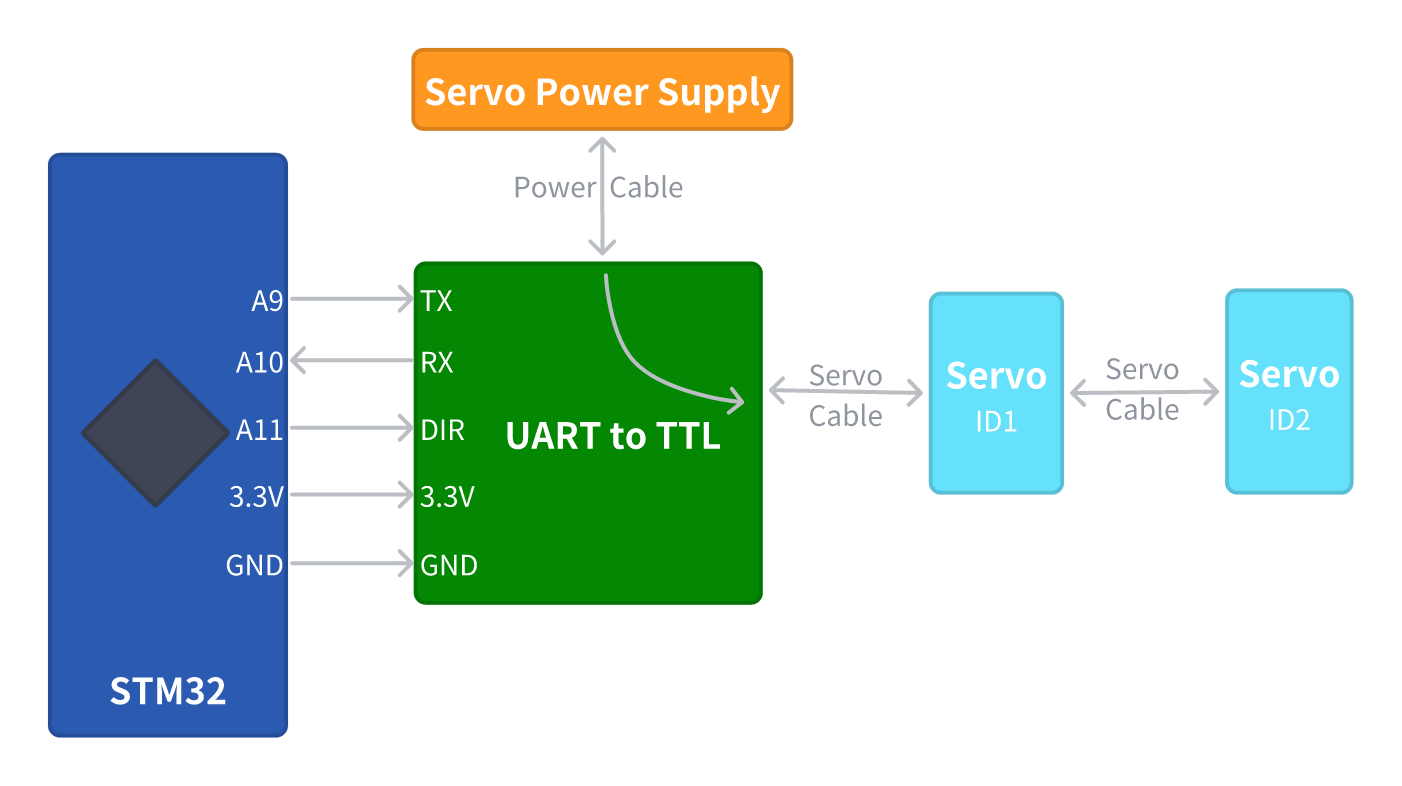 Servo Power Supply
Power Cable
A9
TX
A10
RX
A11
DIR
3.3V
3.3V
GND
GND
STM32
UART to TTL
Servo
Cable
Servo
ID1
Servo
Cable
Servo
ID2